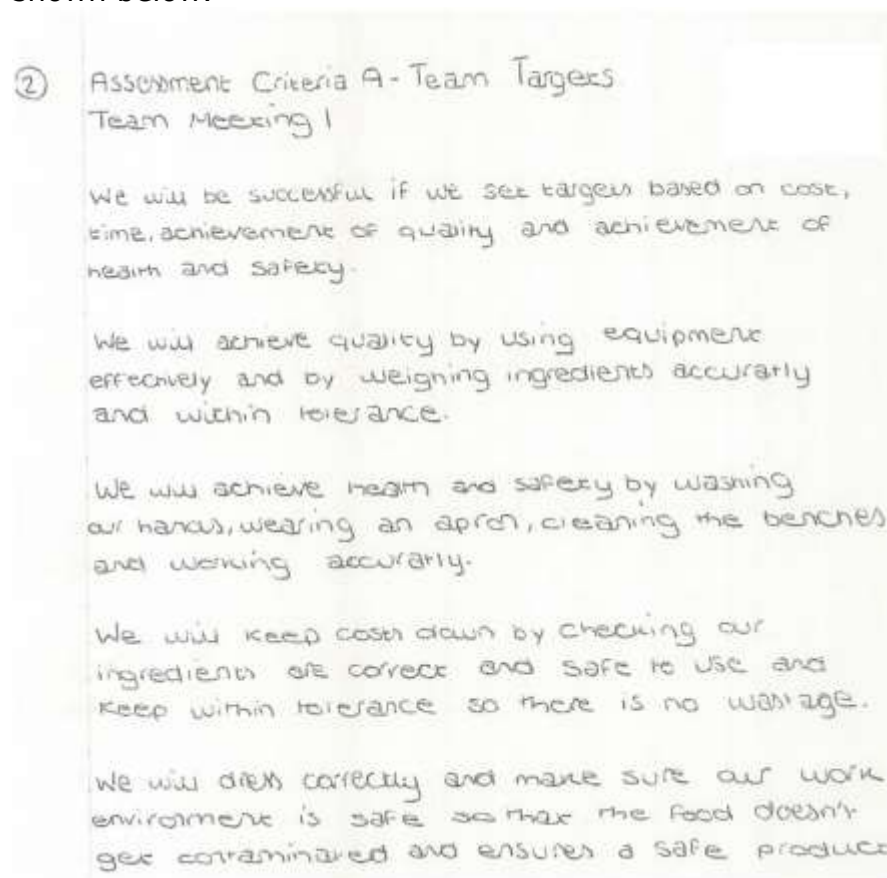 shown below.
② Assessment Criteria A - Team Targets
Team Meeting 1
We will be successful if we set targets based on cost,
time, achievement of quality and achievement of
health and safety.
We will achieve quality by using equipment
effectively and by weighing ingredients accuratly
and within tolerance.
We will achieve health and safety by washing
our hands, wearing an apron, cleaning the benches
and working accuratly.
We will keep costs down by checking our
ingredients are correct and safe to use and
keep within tolerance so there is no wastage.
We will dress correctly and make sure our work
environment is safe so that the food doesn't
get contaminated and ensures a safe product